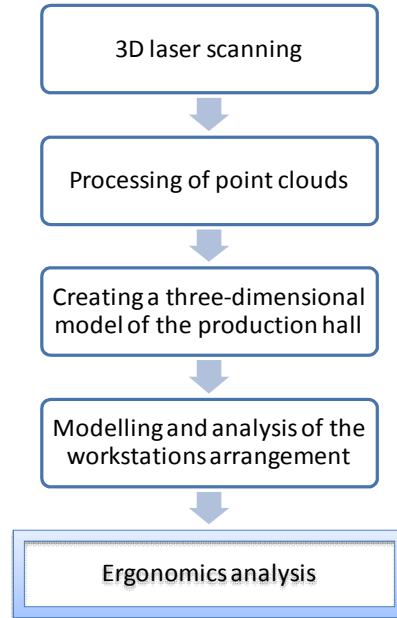 3D laser scanning
Processing of point clouds
Creating a three-dimensional
model of the production hall
Modelling and analysis of the
workstations arrangement
Ergonomics analysis